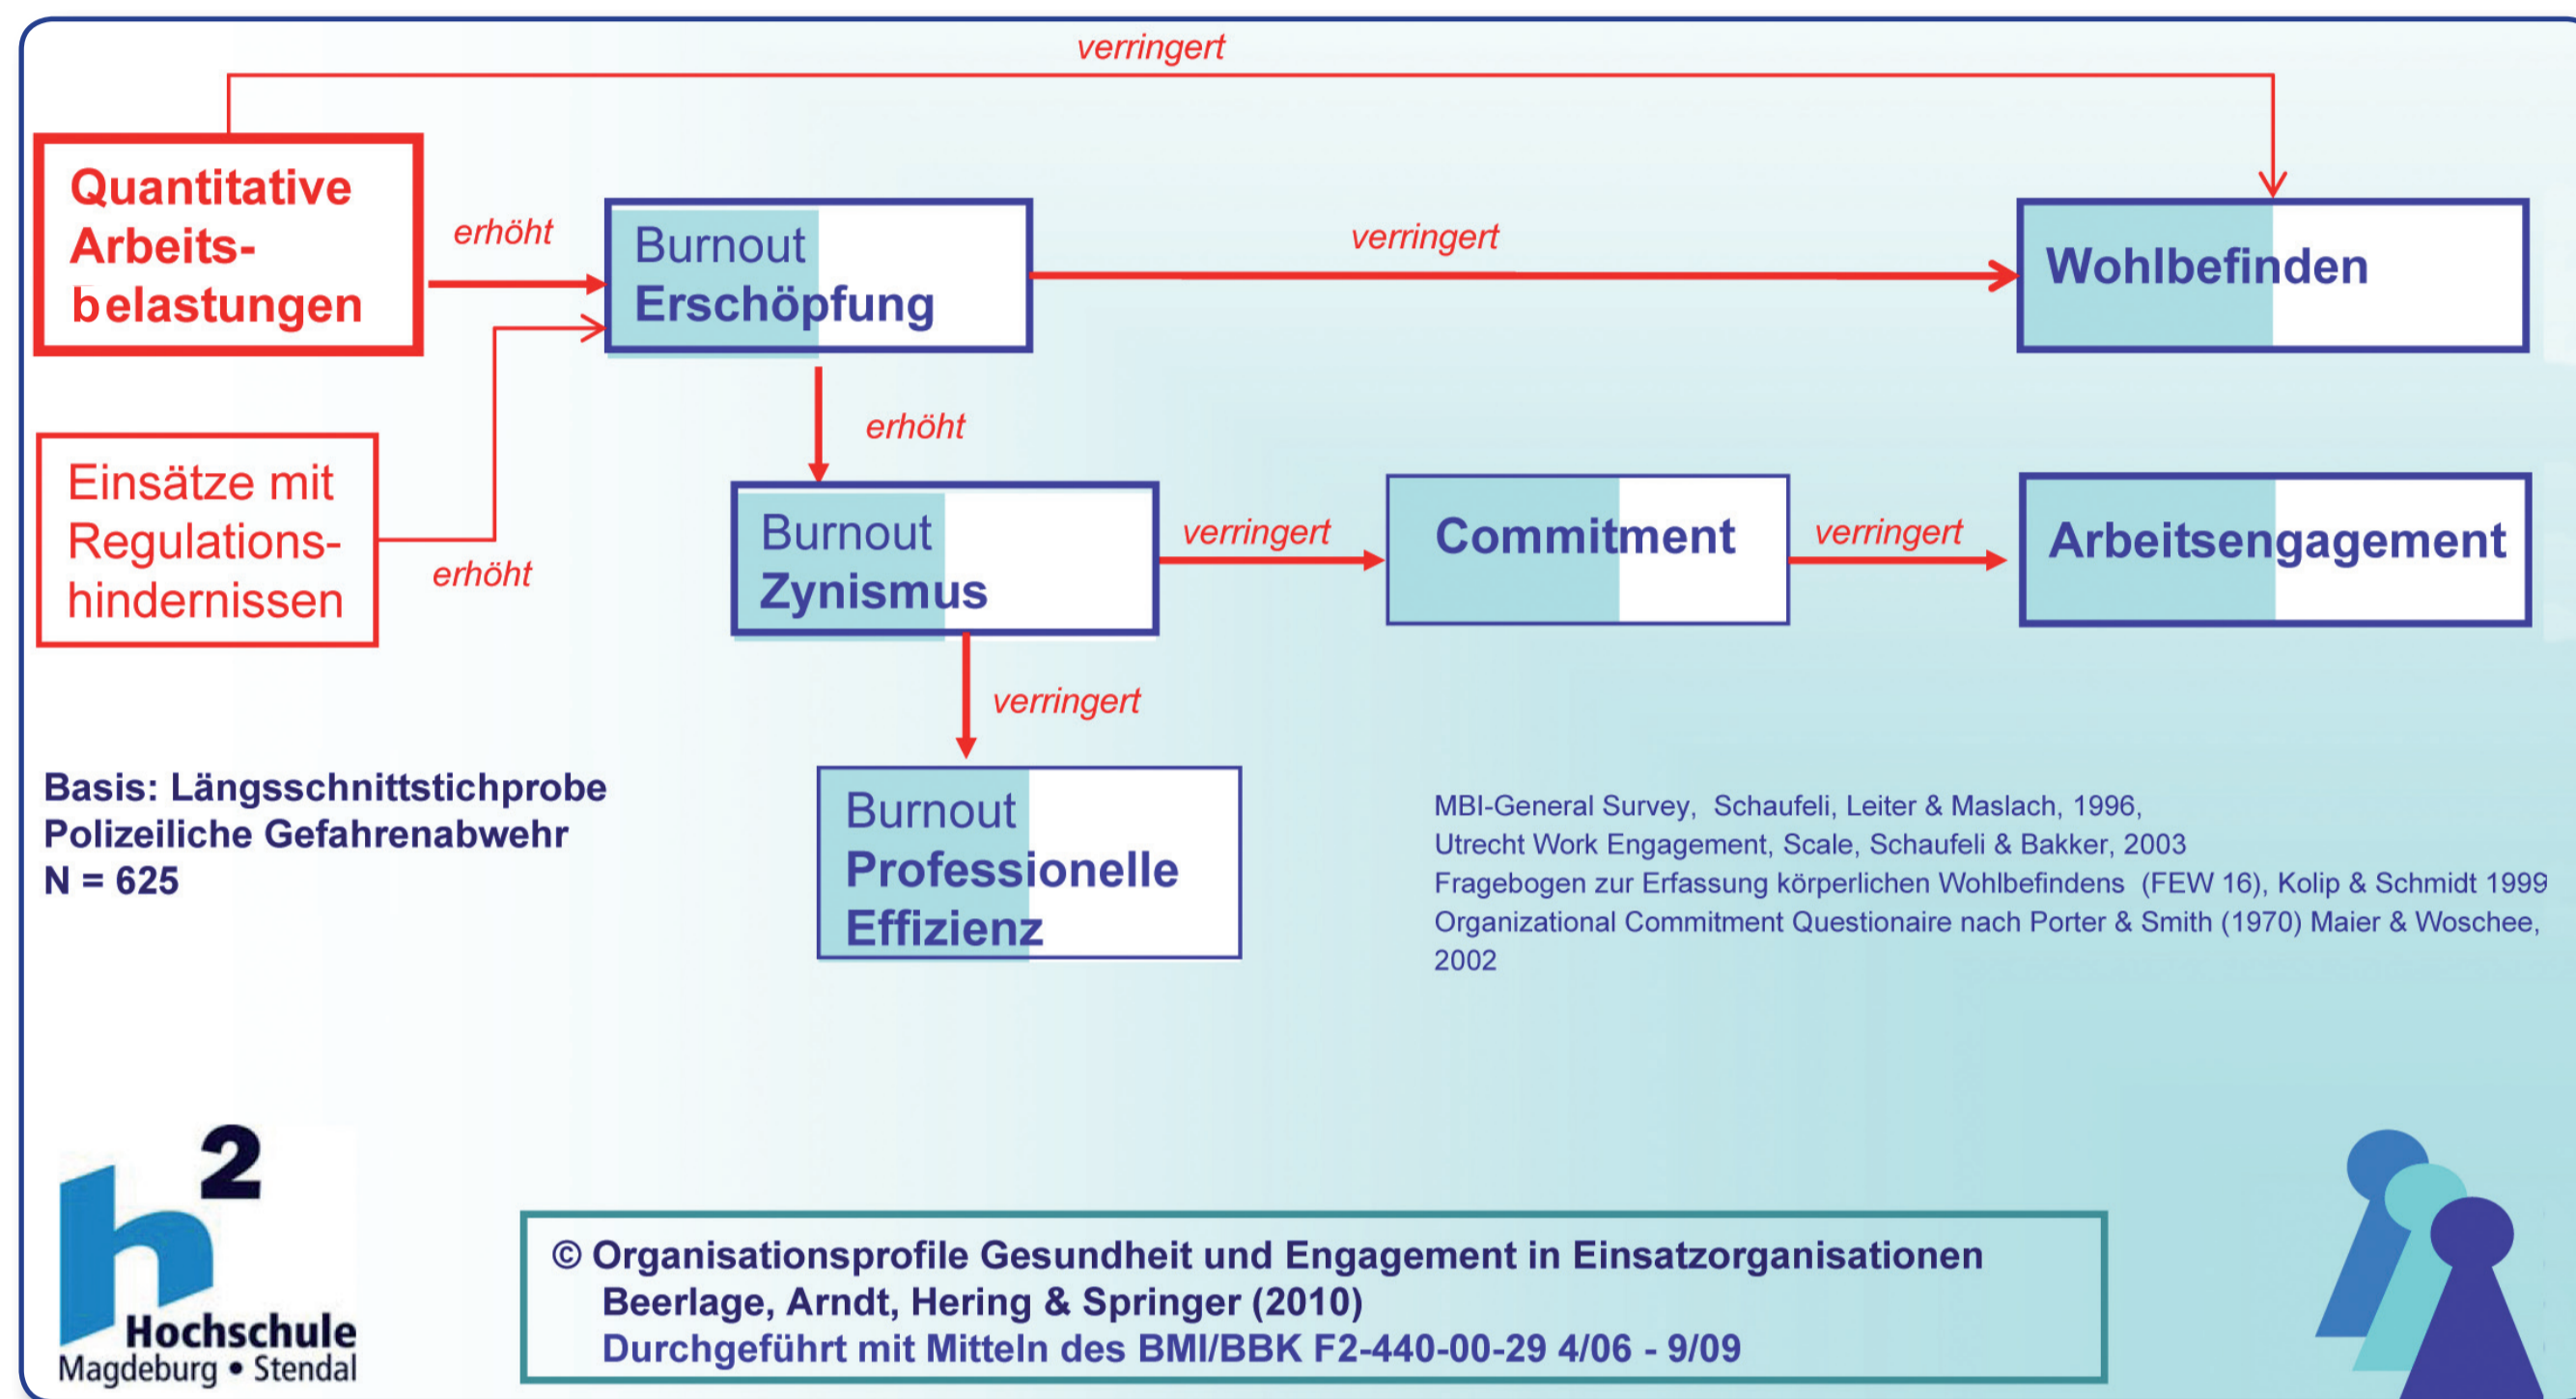 verringert
Quantitative
Arbeits-
belastungen
erhöht
Burnout
Erschöpfung
verringert
Wohlbefinden
erhöht
Einsätze mit
Regulations-
hindernissen
erhöht
Burnout
Zynismus
verringert
Commitment
verringert
Arbeitsengagement
verringert
Burnout
Professionelle
Effizienz
Basis: Längsschnittstichprobe
Polizeiliche Gefahrenabwehr
N = 625
MBI-General Survey, Schaufeli, Leiter & Maslach, 1996,
Utrecht Work Engagement, Scale, Schaufeli & Bakker, 2003
Fragebogen zur Erfassung körperlichen Wohlbefindens (FEW 16), Kolip & Schmidt 1999
Organizational Commitment Questionaire nach Porter & Smith (1970) Maier & Woschee,
2002
h2
Hochschule
Magdeburg • Stendal
© Organisationsprofile Gesundheit und Engagement in Einsatzorganisationen
Beerlage, Arndt, Hering & Springer (2010)
Durchgeführt mit Mitteln des BMI/BBK F2-440-00-29 4/06 - 9/09